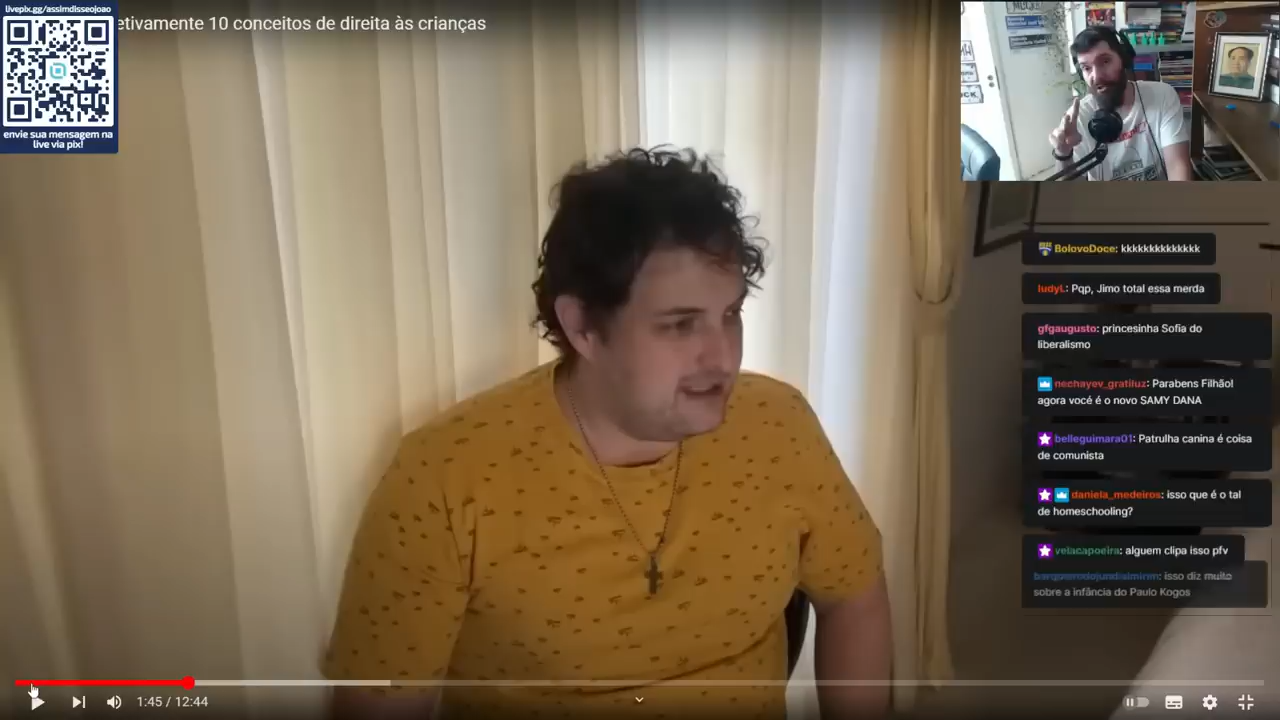 livepix.gg/assimdisseojoao
etivamente 10 conceitos de direita às crianças
envie sua mensagem na
live via pix!
BolovoDoce: kkkkkkkkkkkkkk
ludyL: Pqp, Jimo total essa merda
gfgaugusto: princesinha Sofia do
liberalismo
nechayev_gratiluz: Parabens Filhão!
agora você é o novo SAMY DANA
belleguimara01: Patrulha canina é coisa
de comunista
daniela_medeiros: isso que é o tal
de homeschooling?
velacapoeira: alguem clipa isso pfv
isso diz muito
sobre a infância do Paulo Kogos
1:45 / 12:44